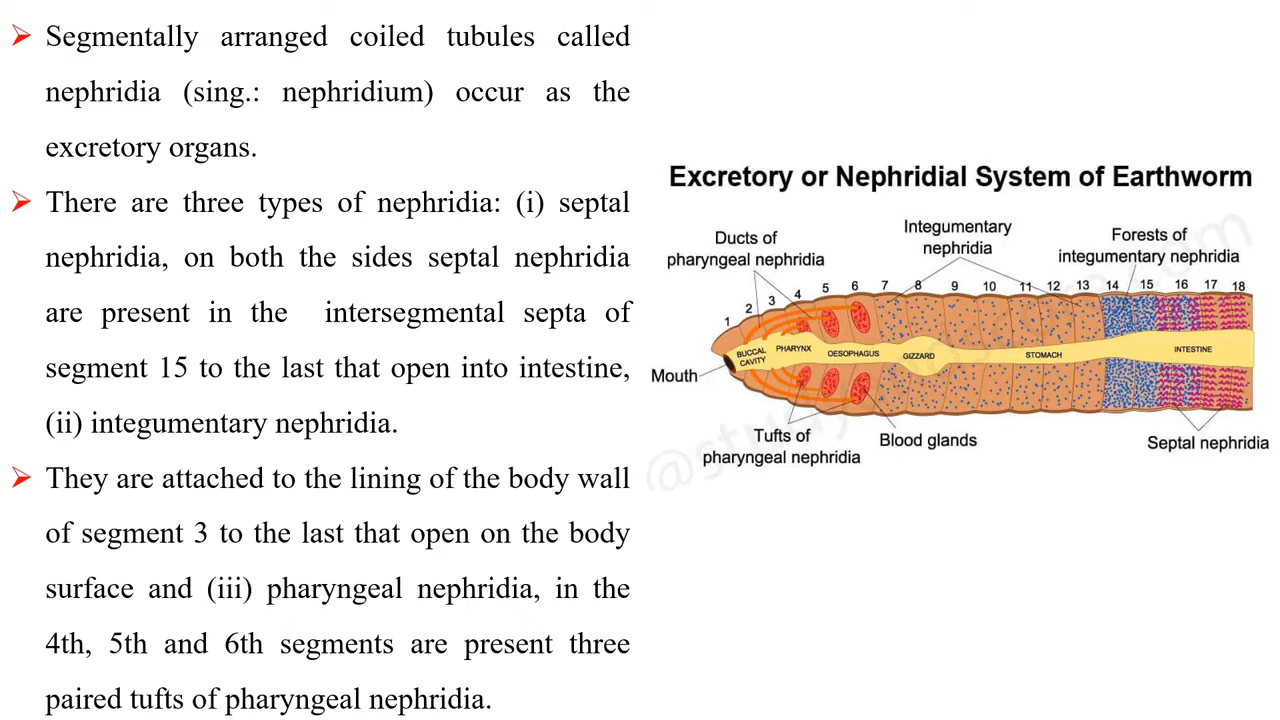 Segmentally arranged coiled tubules called
nephridia (sing.: nephridium) occur as the
excretory organs.
There are three types of nephridia: (i) septal
nephridia, on both the sides septal nephridia
are present in the intersegmental septa of
segment 15 to the last that open into intestine,
(ii) integumentary nephridia.
They are attached to the lining of the body wall
of segment 3 to the last that open on the body
surface and (iii) pharyngeal nephridia, in the
4th, 5th and 6th segments are present three
paired tufts of pharyngeal nephridia.
Excretory or Nephridial System of Earthworm
Ducts of
pharyngeal nephridia
Integumentary
nephridia
Forests of
integumentary nephridia
1 2 3 4 5 6 7 8 9 10 11 12 13 14 15 16 17 18
BUCCAL
CAVITY
PHARYNX
OESOPHAGUS
GIZZARD
STOMACH
INTESTINE
Mouth
Tufts of
pharyngeal nephridia
Blood glands
Septal nephridia